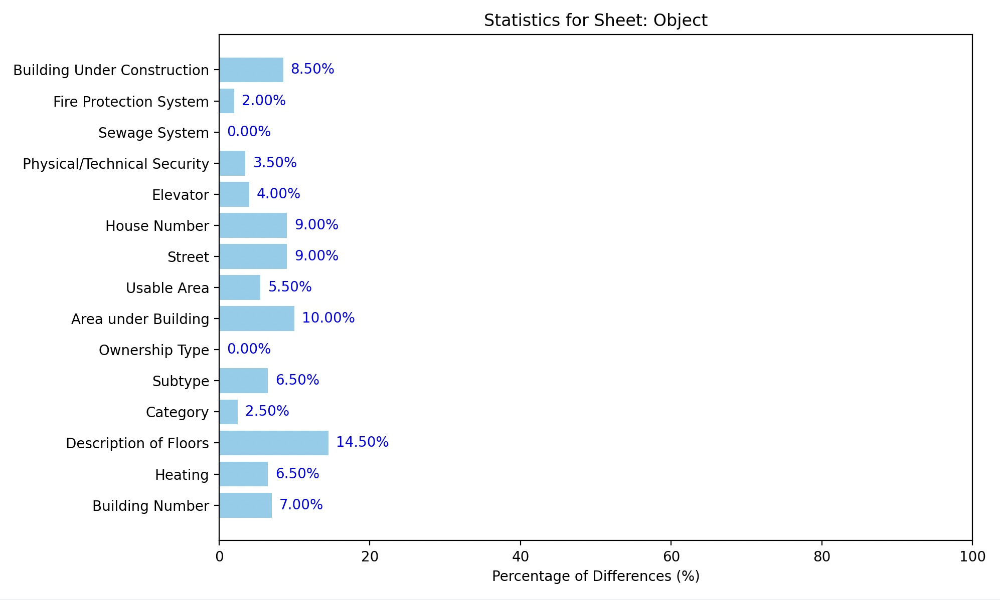 Statistics for Sheet: Object
Building Under Construction 8.50%
Fire Protection System 2.00%
Sewage System 0.00%
Physical/Technical Security 3.50%
Elevator 4.00%
House Number 9.00%
Street 9.00%
Usable Area 5.50%
Area under Building 10.00%
Ownership Type 0.00%
Subtype 6.50%
Category 2.50%
Description of Floors 14.50%
Heating 6.50%
Building Number 7.00%
0 20 40 60 80 100
Percentage of Differences (%)